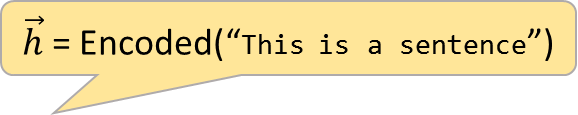 h⃗ = Encoded(“This is a sentence”)